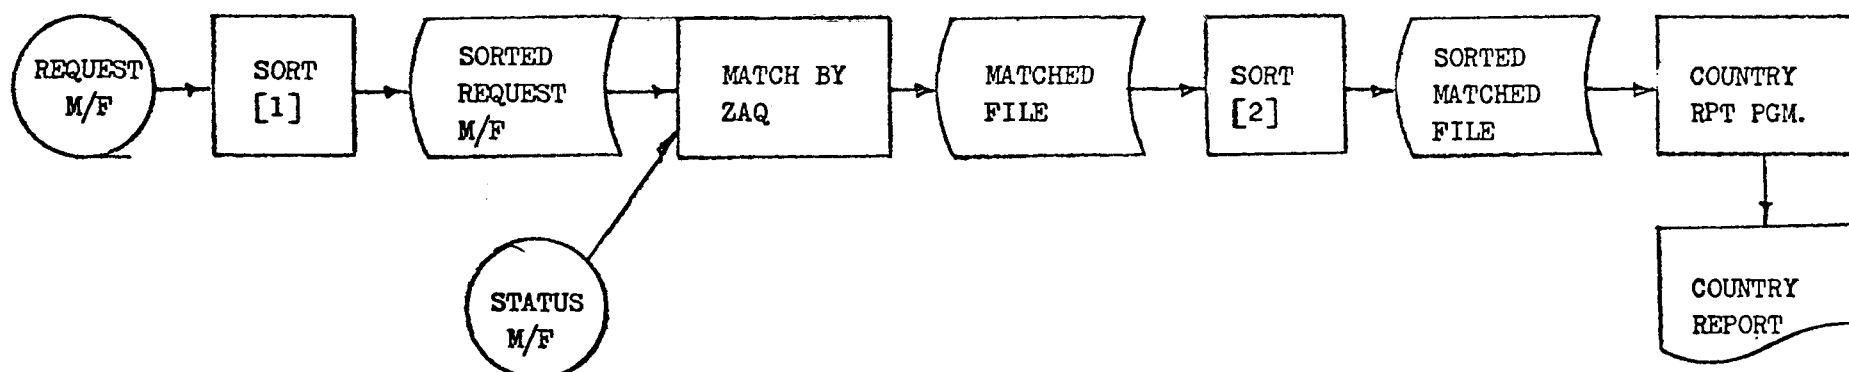 REQUEST
M/F
SORT
[1]
SORTED
REQUEST
M/F
MATCH BY
ZAQ
MATCHED
FILE
SORT
[2]
SORTED
MATCHED
FILE
COUNTRY
RPT PGM.
STATUS
M/F
COUNTRY
REPORT